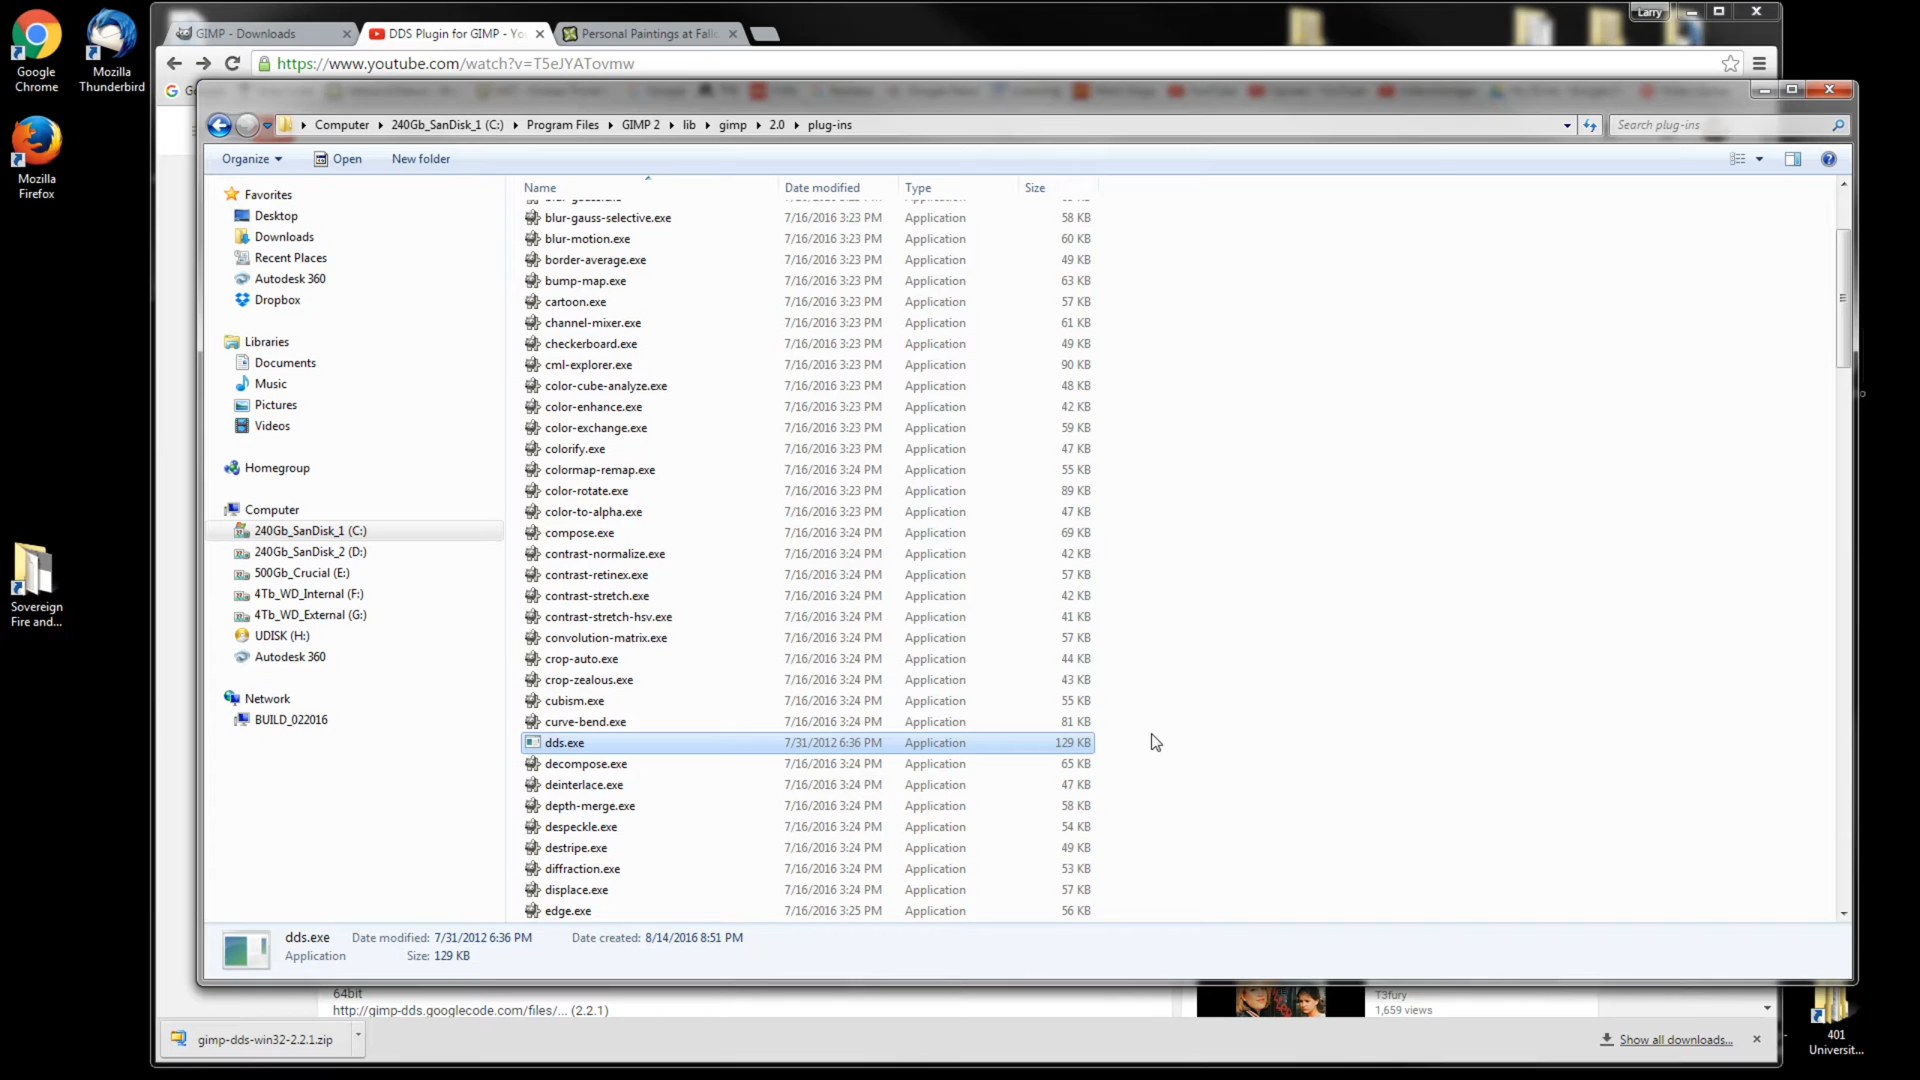 Google
Chrome
Mozilla
Thunderbird
Mozilla
Firefox
Sovereign
Fire and...
Larry
GIMP - Downloads
DDS Plugin for GIMP - Yo
Personal Paintings at Fall
https://www.youtube.com/watch?v=T5eJYATovmw
Computer
240Gb_SanDisk_1 (C:)
Program Files
GIMP 2
lib
gimp
2.0
plug-ins
Search plug-ins
Organize
Open
New folder
Favorites
Desktop
Downloads
Recent Places
Autodesk 360
Dropbox
Libraries
Documents
Music
Pictures
Videos
Homegroup
Computer
240Gb_SanDisk_1 (C:)
240Gb_SanDisk_2 (D:)
500Gb_Crucial (E:)
4Tb_WD_Internal (F:)
4Tb_WD_External (G:)
UDISK (H:)
Autodesk 360
Network
BUILD_022016
Name Date modified Type Size
blur-gauss-selective.exe 7/16/2016 3:23 PM Application 58 KB
blur-motion.exe 7/16/2016 3:23 PM Application 60 KB
border-average.exe 7/16/2016 3:23 PM Application 49 KB
bump-map.exe 7/16/2016 3:23 PM Application 63 KB
cartoon.exe 7/16/2016 3:23 PM Application 57 KB
channel-mixer.exe 7/16/2016 3:23 PM Application 61 KB
checkerboard.exe 7/16/2016 3:23 PM Application 49 KB
cml-explorer.exe 7/16/2016 3:23 PM Application 90 KB
color-cube-analyze.exe 7/16/2016 3:23 PM Application 48 KB
color-enhance.exe 7/16/2016 3:23 PM Application 42 KB
color-exchange.exe 7/16/2016 3:23 PM Application 59 KB
colorify.exe 7/16/2016 3:23 PM Application 47 KB
colormap-remap.exe 7/16/2016 3:24 PM Application 55 KB
color-rotate.exe 7/16/2016 3:23 PM Application 89 KB
color-to-alpha.exe 7/16/2016 3:23 PM Application 47 KB
compose.exe 7/16/2016 3:24 PM Application 69 KB
contrast-normalize.exe 7/16/2016 3:24 PM Application 42 KB
contrast-retinex.exe 7/16/2016 3:24 PM Application 57 KB
contrast-stretch.exe 7/16/2016 3:24 PM Application 42 KB
contrast-stretch-hsv.exe 7/16/2016 3:24 PM Application 41 KB
convolution-matrix.exe 7/16/2016 3:24 PM Application 57 KB
crop-auto.exe 7/16/2016 3:24 PM Application 44 KB
crop-zealous.exe 7/16/2016 3:24 PM Application 43 KB
cubism.exe 7/16/2016 3:24 PM Application 55 KB
curve-bend.exe 7/16/2016 3:24 PM Application 81 KB
dds.exe 7/31/2012 6:36 PM Application 129 KB
decompose.exe 7/16/2016 3:24 PM Application 65 KB
deinterlace.exe 7/16/2016 3:24 PM Application 47 KB
depth-merge.exe 7/16/2016 3:24 PM Application 58 KB
despeckle.exe 7/16/2016 3:24 PM Application 54 KB
destripe.exe 7/16/2016 3:24 PM Application 49 KB
diffraction.exe 7/16/2016 3:24 PM Application 53 KB
displace.exe 7/16/2016 3:24 PM Application 57 KB
edge.exe 7/16/2016 3:25 PM Application 56 KB
dds.exe Date modified: 7/31/2012 6:36 PM Date created: 8/14/2016 8:51 PM
Application Size: 129 KB
64bit
http://gimp-dds.googlecode.com/files/... (2.2.1)
T3fury
1,659 views
gimp-dds-win32-2.2.1.zip
Show all downloads...
401
Universit...